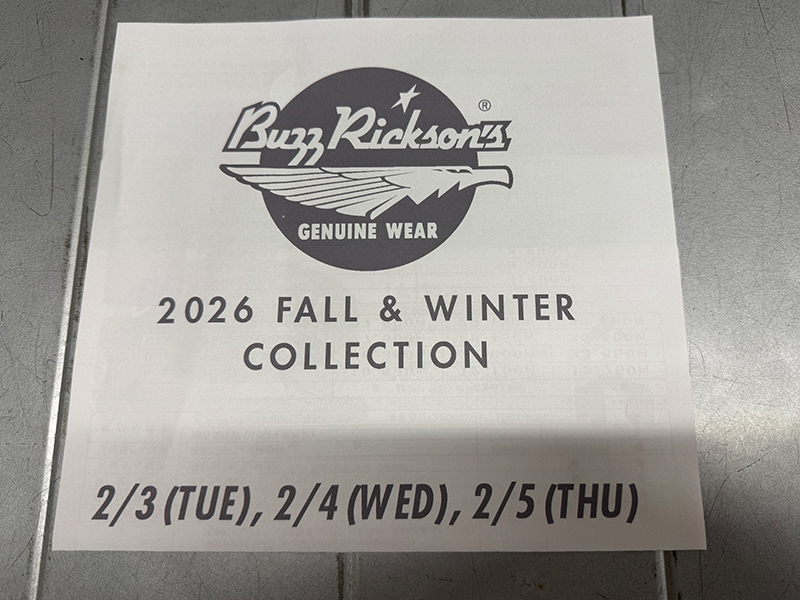 Buzz Rickson's ®
GENUINE WEAR
2026 FALL & WINTER
COLLECTION
2/3 (TUE), 2/4 (WED), 2/5 (THU)